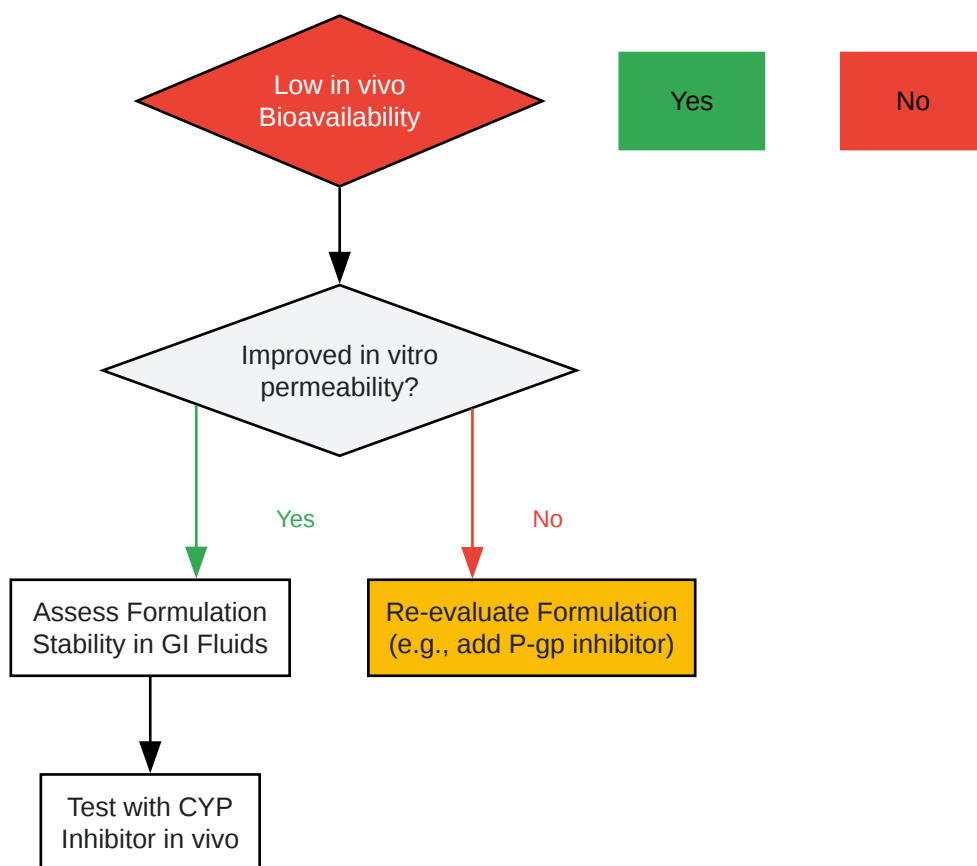 Low in vivo
Bioavailability
Yes
No
Improved in vitro
permeability?
Yes
No
Assess Formulation
Stability in GI Fluids
Re-evaluate Formulation
(e.g., add P-gp inhibitor)
Test with CYP
Inhibitor in vivo